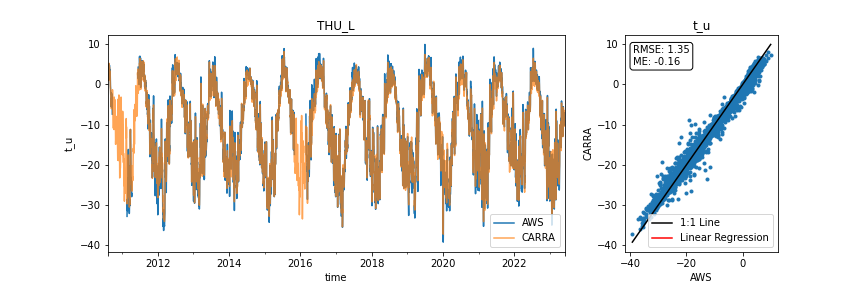 THU_L
t_u
10
0
−10
−20
−30
−40
2012
2014
2016
2018
2020
2022
time
AWS
CARRA
t_u
CARRA
10
0
−10
−20
−30
−40
RMSE: 1.35
ME: -0.16
1:1 Line
Linear Regression
−40
−20
0
AWS